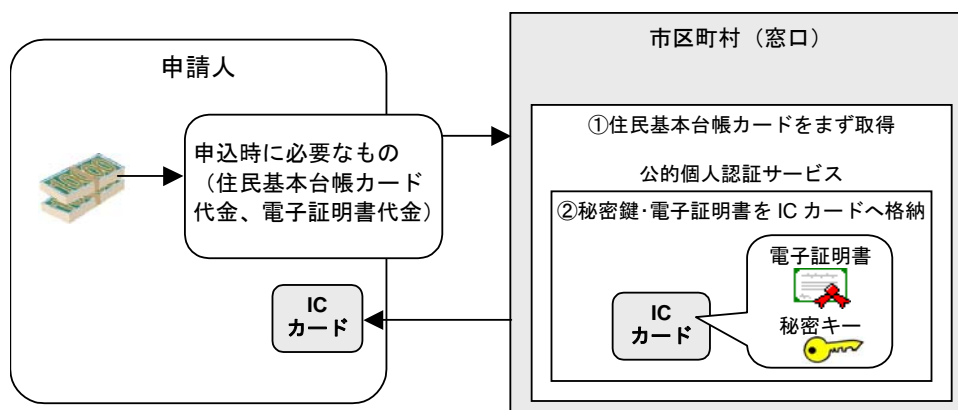 申請人
申込時に必要なもの
（住民基本台帳カード
代金、電子証明書代金）
IC
カード
市区町村（窓口）
①住民基本台帳カードをまず取得
公的個人認証サービス
②秘密鍵･電子証明書を IC カードへ格納
電子証明書
秘密キー
IC
カード